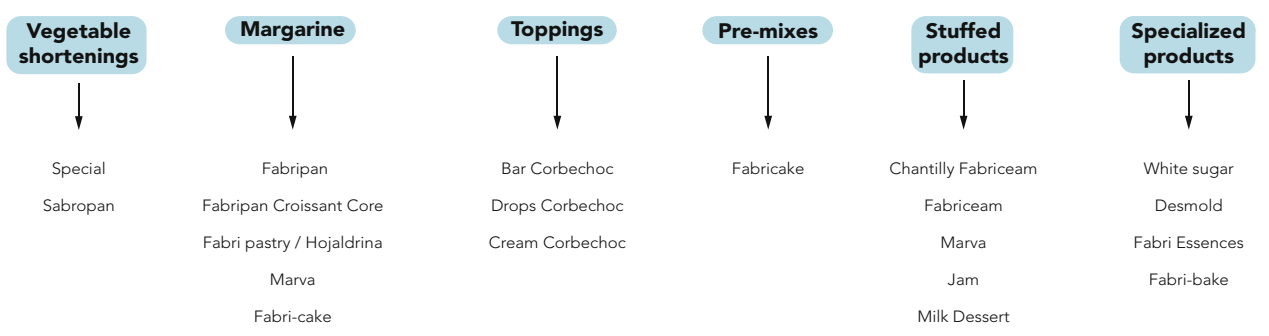 Vegetable
shortenings
Special
Sabropan
Margarine
Fabripan
Fabripan Croissant Core
Fabri pastry / Hojaldrina
Marva
Fabri-cake
Toppings
Bar Corbechoc
Drops Corbechoc
Cream Corbechoc
Pre-mixes
Fabricake
Stuffed
products
Chantilly Fabriceam
Fabriceam
Marva
Jam
Milk Dessert
Specialized
products
White sugar
Desmold
Fabri Essences
Fabri-bake